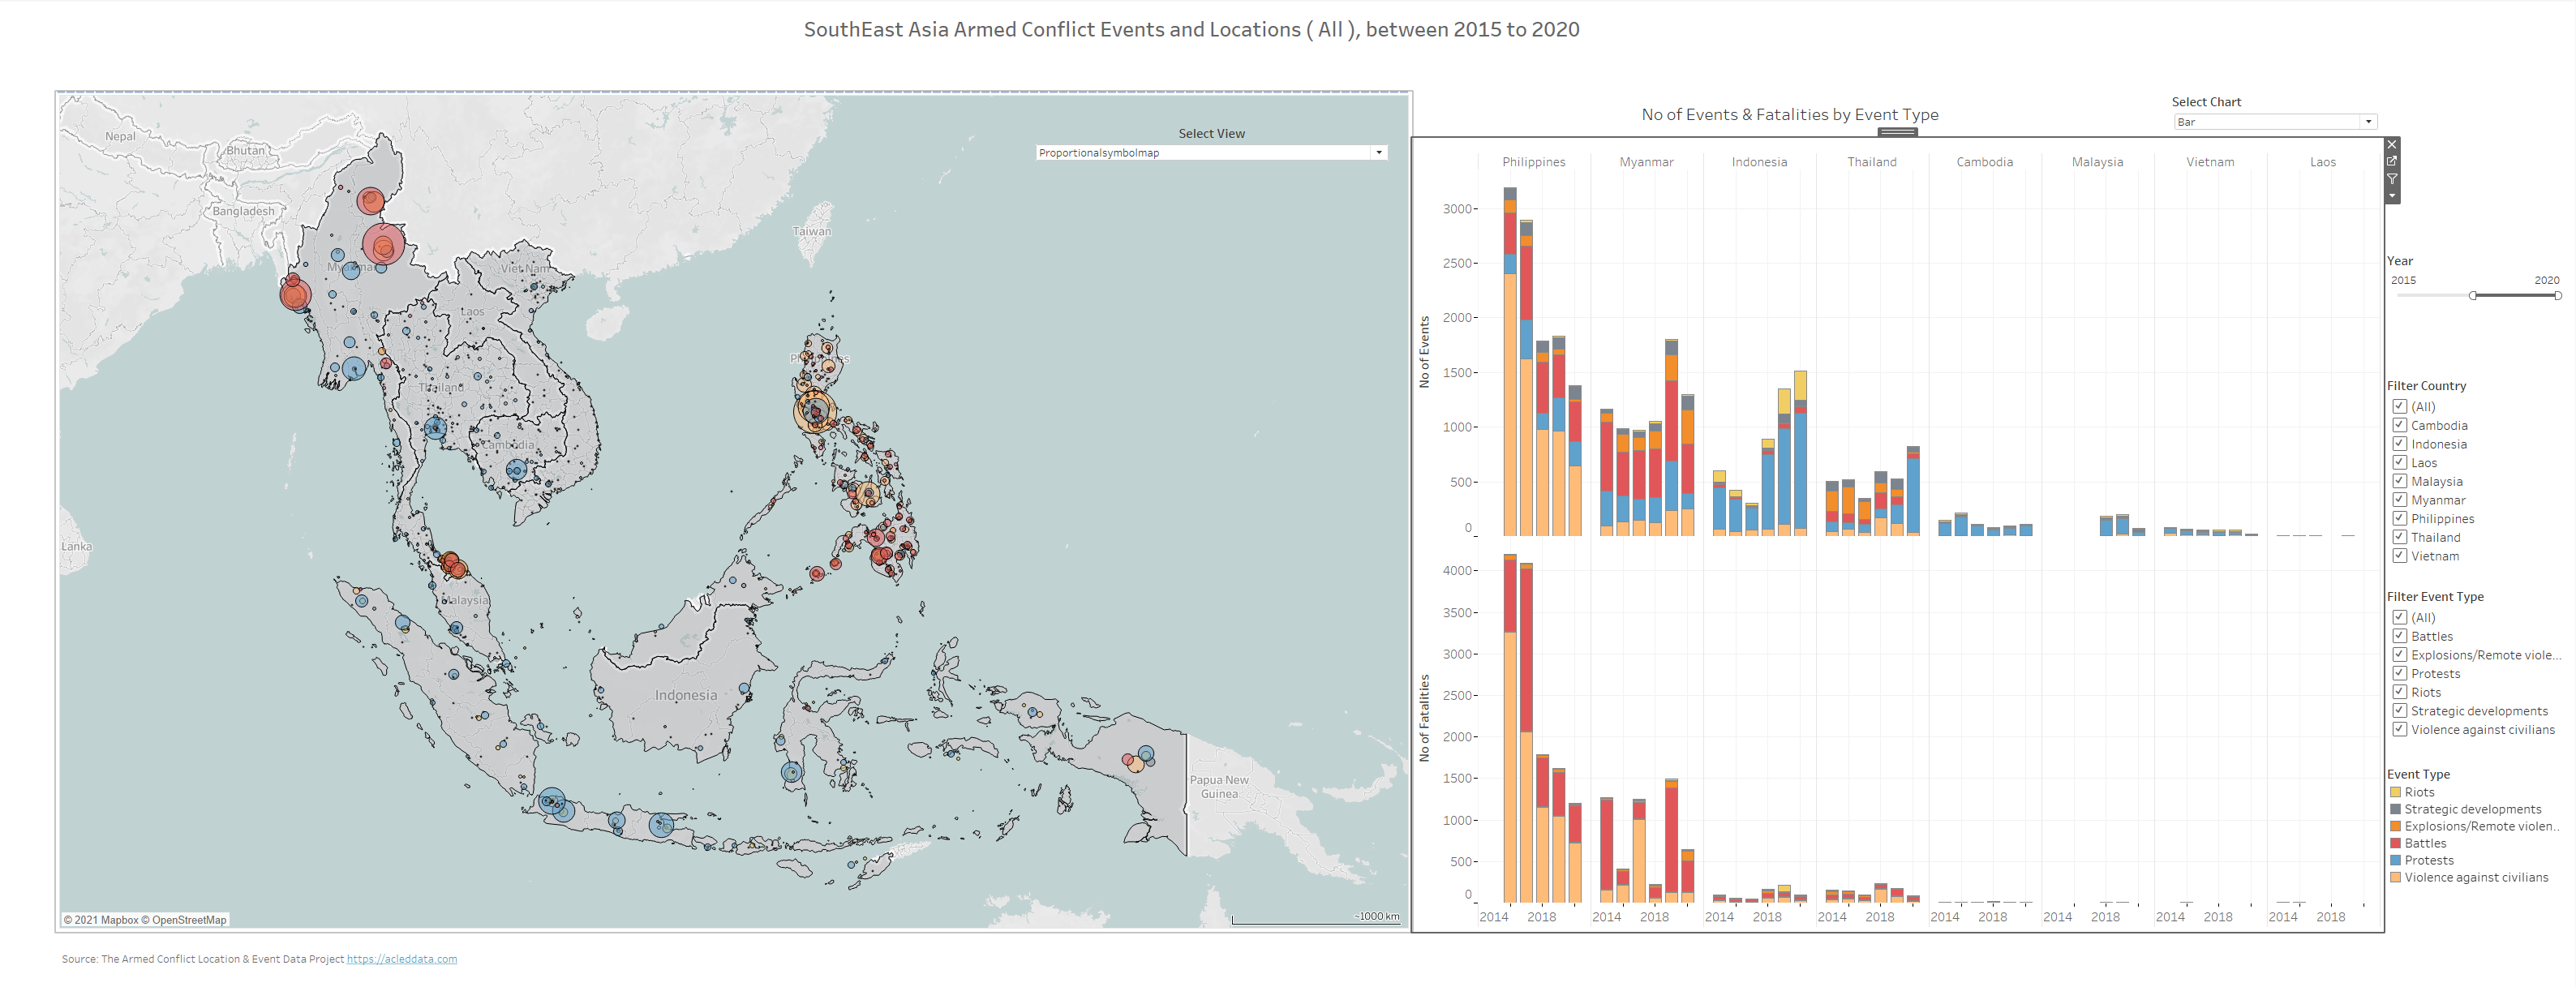 SouthEast Asia Armed Conflict Events and Locations ( All ), between 2015 to 2020
Nepal
Bhutan
Bangladesh
Myanmar
Viet Nam
Laos
Thailand
Cambodia
Taiwan
Philippines
Lanka
Malaysia
Indonesia
Papua New
Guinea
Select View
Proportionalsymbolmap
© 2021 Mapbox © OpenStreetMap
~1000 km
Source: The Armed Conflict Location & Event Data Project https://acleddata.com
No of Events & Fatalities by Event Type
Select Chart
Bar
Philippines Myanmar Indonesia Thailand Cambodia Malaysia Vietnam Laos
No of Events
3000
2500
2000
1500
1000
500
0
No of Fatalities
4000
3500
3000
2500
2000
1500
1000
500
0
2014 2018 2014 2018 2014 2018 2014 2018 2014 2018 2014 2018 2014 2018 2014 2018
Year
2015 2020
Filter Country
(All)
Cambodia
Indonesia
Laos
Malaysia
Myanmar
Philippines
Thailand
Vietnam
Filter Event Type
(All)
Battles
Explosions/Remote viole...
Protests
Riots
Strategic developments
Violence against civilians
Event Type
Riots
Strategic developments
Explosions/Remote violen..
Battles
Protests
Violence against civilians